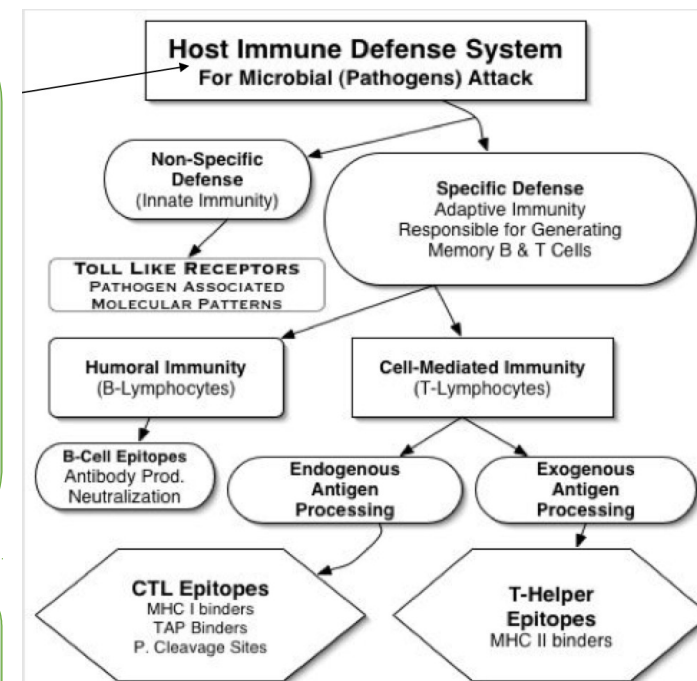 Host Immune Defense System
For Microbial (Pathogens) Attack
Non-Specific
Defense
(Innate Immunity)
Specific Defense
Adaptive Immunity
Responsible for Generating
Memory B & T Cells
TOLL LIKE RECEPTORS
PATHOGEN ASSOCIATED
MOLECULAR PATTERNS
Humoral Immunity
(B-Lymphocytes)
Cell-Mediated Immunity
(T-Lymphocytes)
B-Cell Epitopes
Antibody Prod.
Neutralization
Endogenous
Antigen
Processing
Exogenous
Antigen
Processing
CTL Epitopes
MHC I binders
TAP Binders
P. Cleavage Sites
T-Helper
Epitopes
MHC II binders